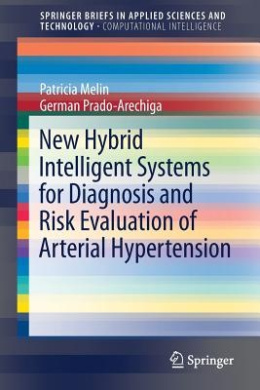 SPRINGER BRIEFS IN APPLIED SCIENCES AND
TECHNOLOGY · COMPUTATIONAL INTELLIGENCE
Patricia Melin
German Prado-Arechiga
New Hybrid
Intelligent Systems
for Diagnosis and
Risk Evaluation of
Arterial Hypertension
Springer